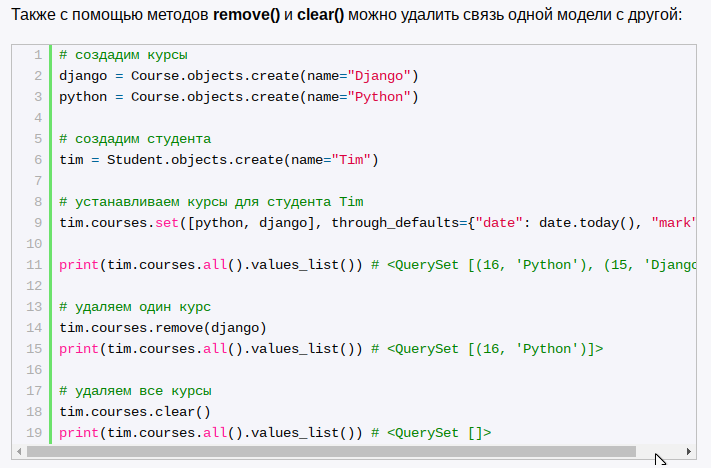 Также с помощью методов remove() и clear() можно удалить связь одной модели с другой:
1 # создадим курсы
2 django = Course.objects.create(name="Django")
3 python = Course.objects.create(name="Python")
4
5 # создадим студента
6 tim = Student.objects.create(name="Tim")
7
8 # устанавливаем курсы для студента Tim
9 tim.courses.set([python, django], through_defaults={"date": date.today(), "mark"
10
11 print(tim.courses.all().values_list()) # <QuerySet [(16, 'Python'), (15, 'Django
12
13 # удаляем один курс
14 tim.courses.remove(django)
15 print(tim.courses.all().values_list()) # <QuerySet [(16, 'Python')]>
16
17 # удаляем все курсы
18 tim.courses.clear()
19 print(tim.courses.all().values_list()) # <QuerySet []>